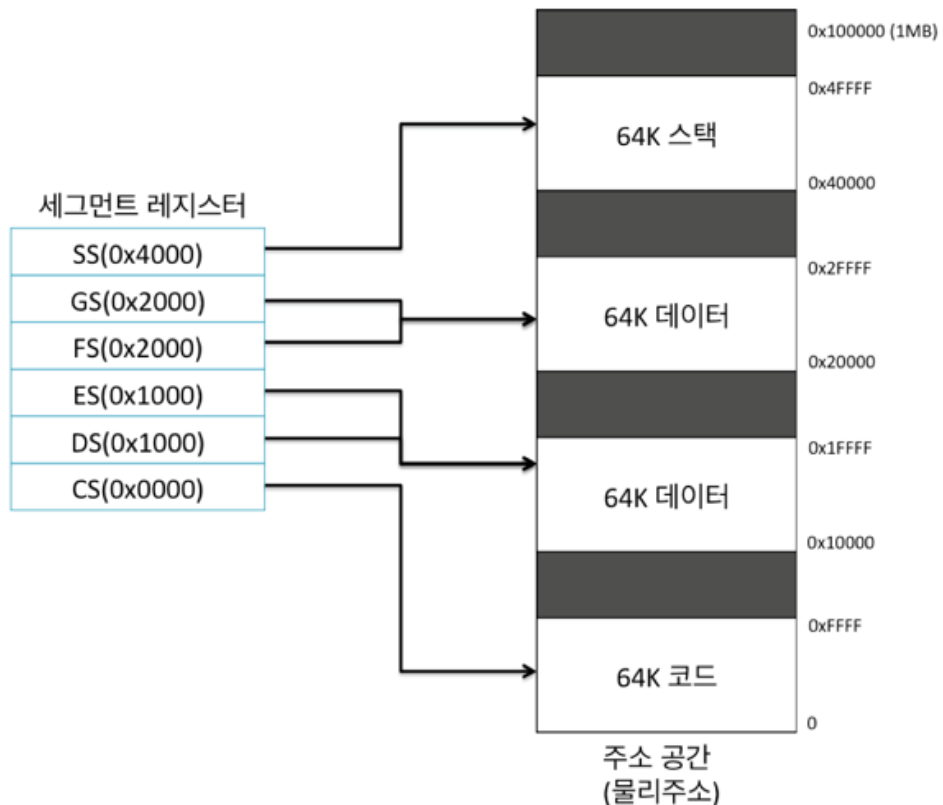 세그먼트 레지스터
SS(0x4000)
GS(0x2000)
FS(0x2000)
ES(0x1000)
DS(0x1000)
CS(0x0000)
0x100000 (1MB)
0x4FFFF
64K 스택
0x40000
0x2FFFF
64K 데이터
0x20000
0x1FFFF
64K 데이터
0x10000
0xFFFF
64K 코드
0
주소 공간
(물리주소)